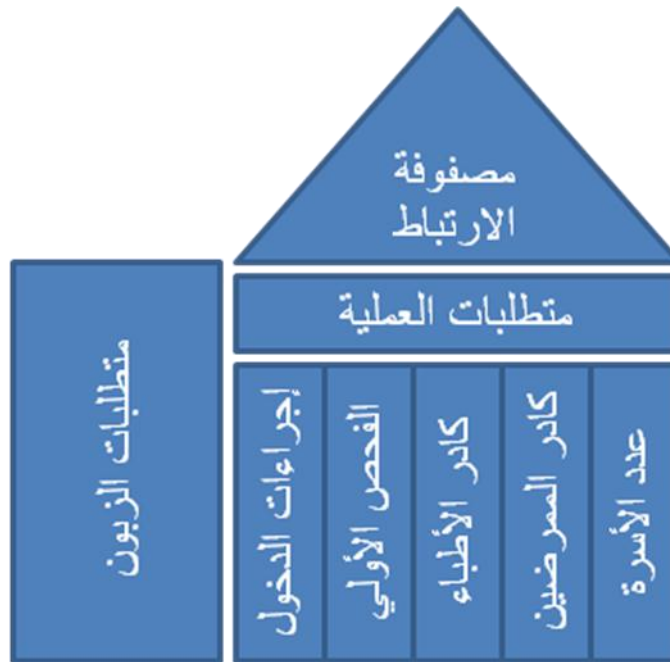 مصفوفة
الارتباط
متطلبات العملية
متطلبات الزبون
إجراءات الدخول
الفحص الأولي
كادر الأطباء
كادر الممرضين
عدد الأسرة